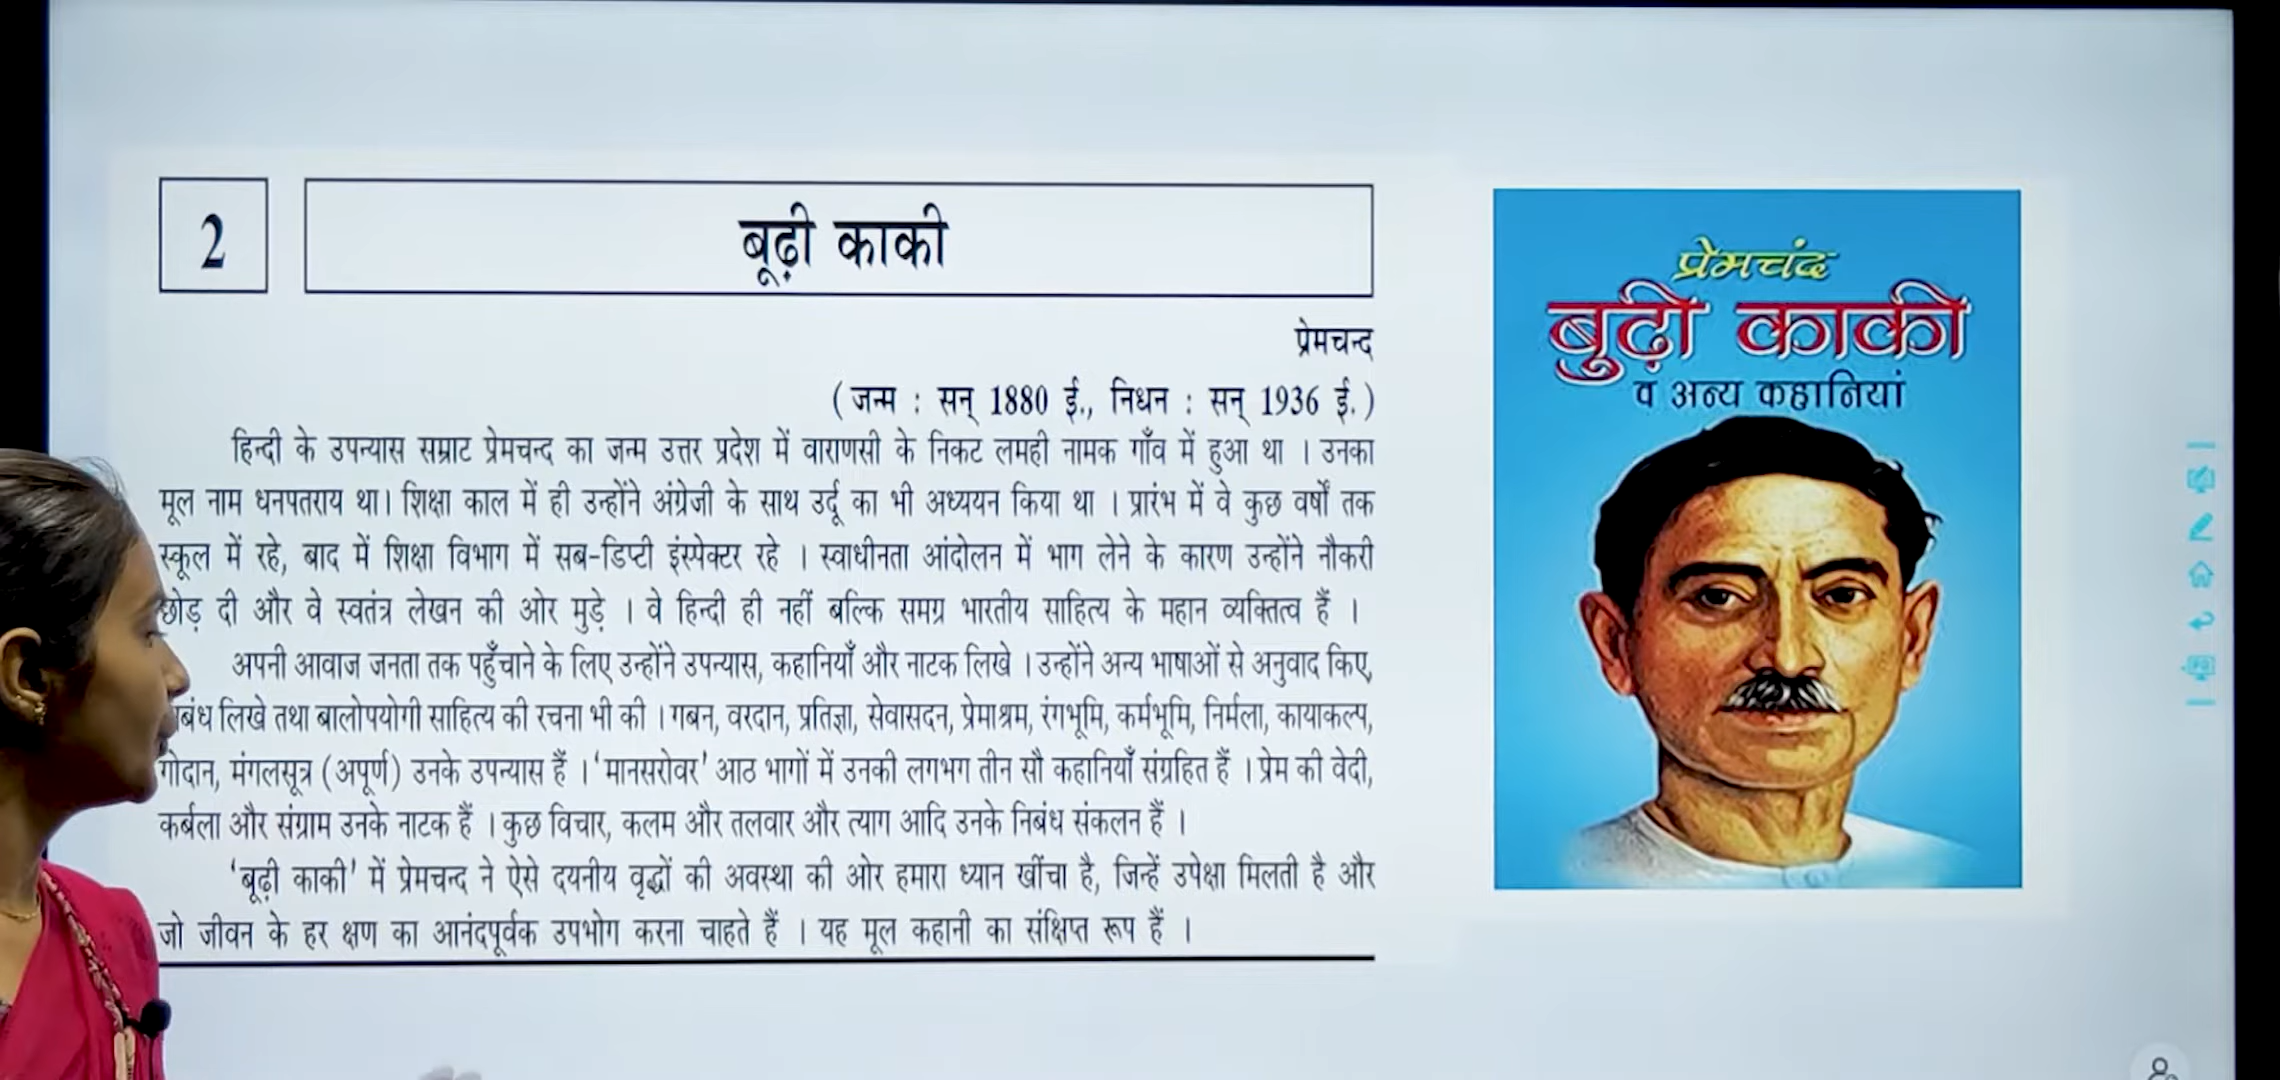 2
बूढ़ी काकी
प्रेमचन्द
( जन्म : सन् 1880 ई., निधन : सन् 1936 ई. )
हिन्दी के उपन्यास सम्राट प्रेमचन्द का जन्म उत्तर प्रदेश में वाराणसी के निकट लमही नामक गाँव में हुआ था । उनका
मूल नाम धनपतराय था। शिक्षा काल में ही उन्होंने अंग्रेजी के साथ उर्दू का भी अध्ययन किया था । प्रारंभ में वे कुछ वर्षों तक
स्कूल में रहे, बाद में शिक्षा विभाग में सब-डिप्टी इंस्पेक्टर रहे । स्वाधीनता आंदोलन में भाग लेने के कारण उन्होंने नौकरी
छोड़ दी और वे स्वतंत्र लेखन की ओर मुड़े । वे हिन्दी ही नहीं बल्कि समग्र भारतीय साहित्य के महान व्यक्तित्व हैं ।
अपनी आवाज जनता तक पहुँचाने के लिए उन्होंने उपन्यास, कहानियाँ और नाटक लिखे । उन्होंने अन्य भाषाओं से अनुवाद किए,
लिखे तथा बालोपयोगी साहित्य की रचना भी की । गबन, वरदान, प्रतिज्ञा, सेवासदन, प्रेमाश्रम, रंगभूमि, कर्मभूमि, निर्मला, कायाकल्प,
गोदान, मंगलसूत्र (अपूर्ण) उनके उपन्यास हैं । 'मानसरोवर' आठ भागों में उनकी लगभग तीन सौ कहानियाँ संग्रहित हैं । प्रेम की वेदी,
कर्बला और संग्राम उनके नाटक हैं । कुछ विचार, कलम और तलवार और त्याग आदि उनके निबंध संकलन हैं ।
'बूढ़ी काकी' में प्रेमचन्द ने ऐसे दयनीय वृद्धों की अवस्था की ओर हमारा ध्यान खींचा है, जिन्हें उपेक्षा मिलती है और
जो जीवन के हर क्षण का आनंदपूर्वक उपभोग करना चाहते हैं । यह मूल कहानी का संक्षिप्त रूप हैं ।
प्रेमचंद
बुढ़ी काकी
व अन्य कहानियां